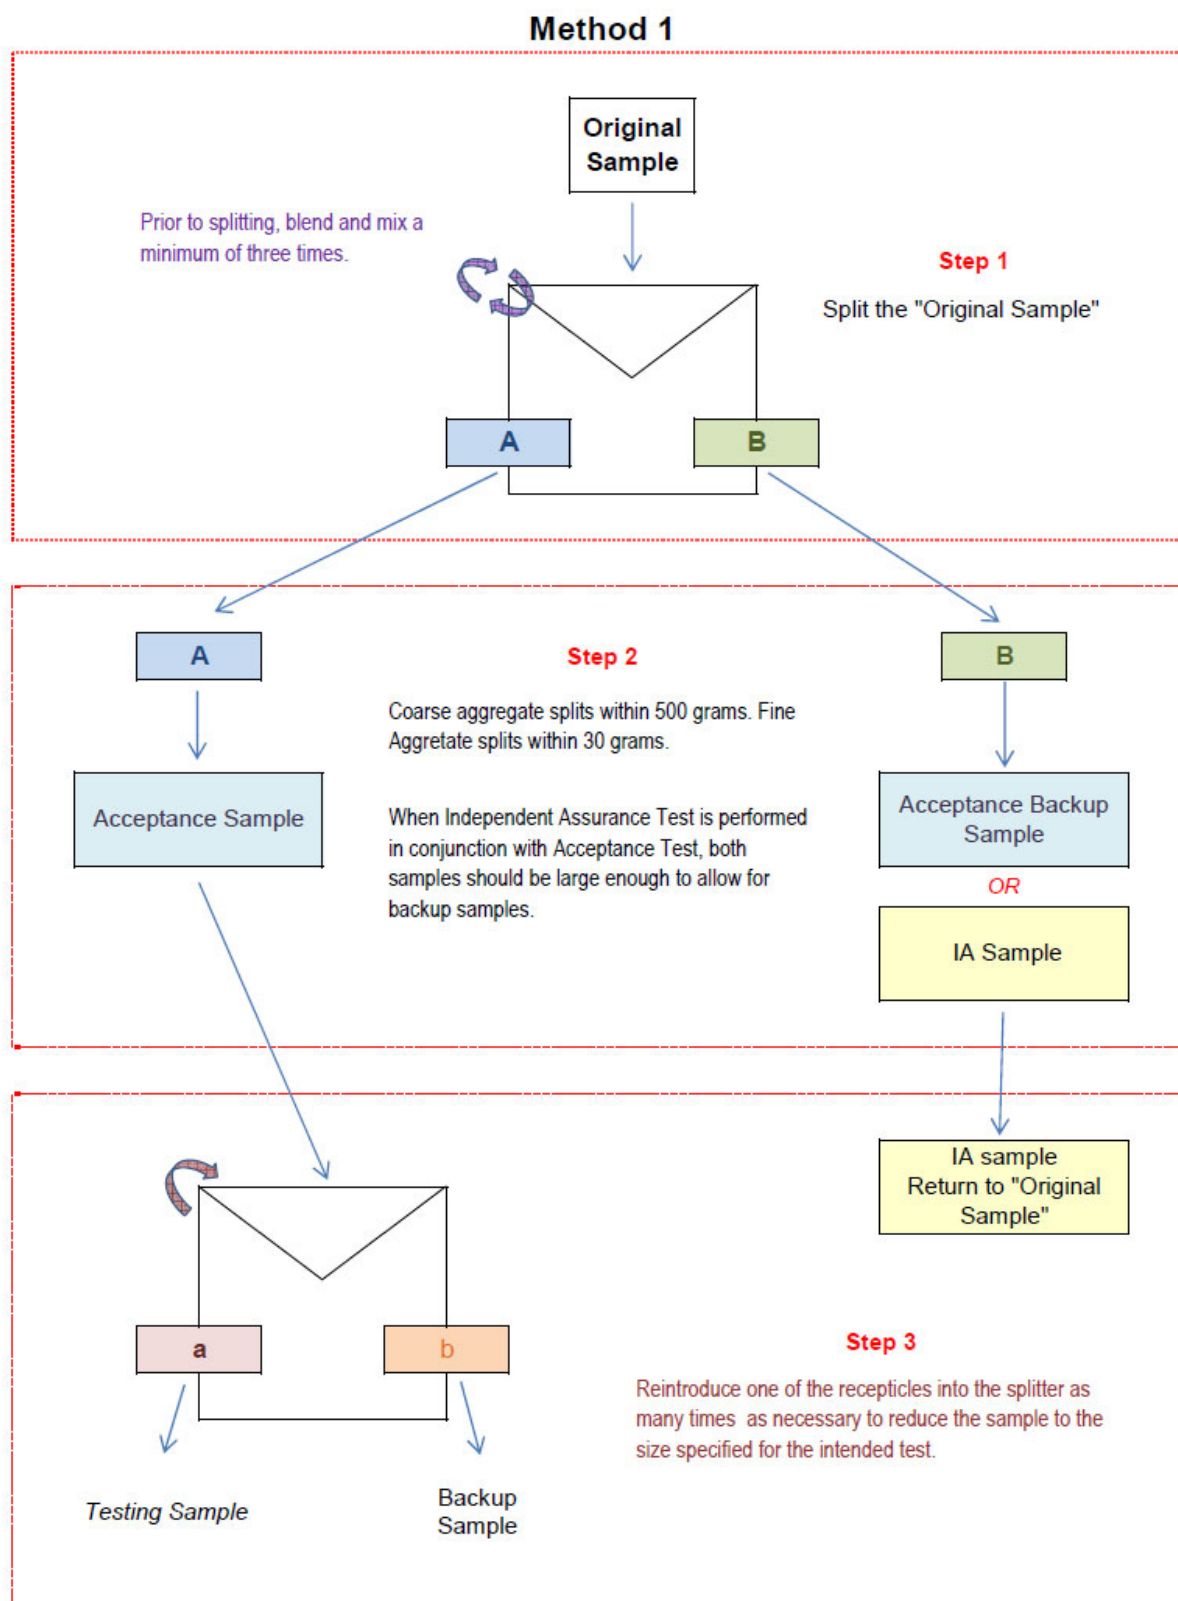 Method 1
Original
Sample
Prior to splitting, blend and mix a
minimum of three times.
Step 1
Split the "Original Sample"
A
B
A
B
Step 2
Coarse aggregate splits within 500 grams. Fine
Aggretate splits within 30 grams.
Acceptance Sample
Acceptance Backup
Sample
When Independent Assurance Test is performed
in conjunction with Acceptance Test, both
samples should be large enough to allow for
backup samples.
OR
IA Sample
IA sample
Return to "Original
Sample"
a
b
Step 3
Reintroduce one of the recepticles into the splitter as
many times as necessary to reduce the sample to the
size specified for the intended test.
Testing Sample
Backup
Sample